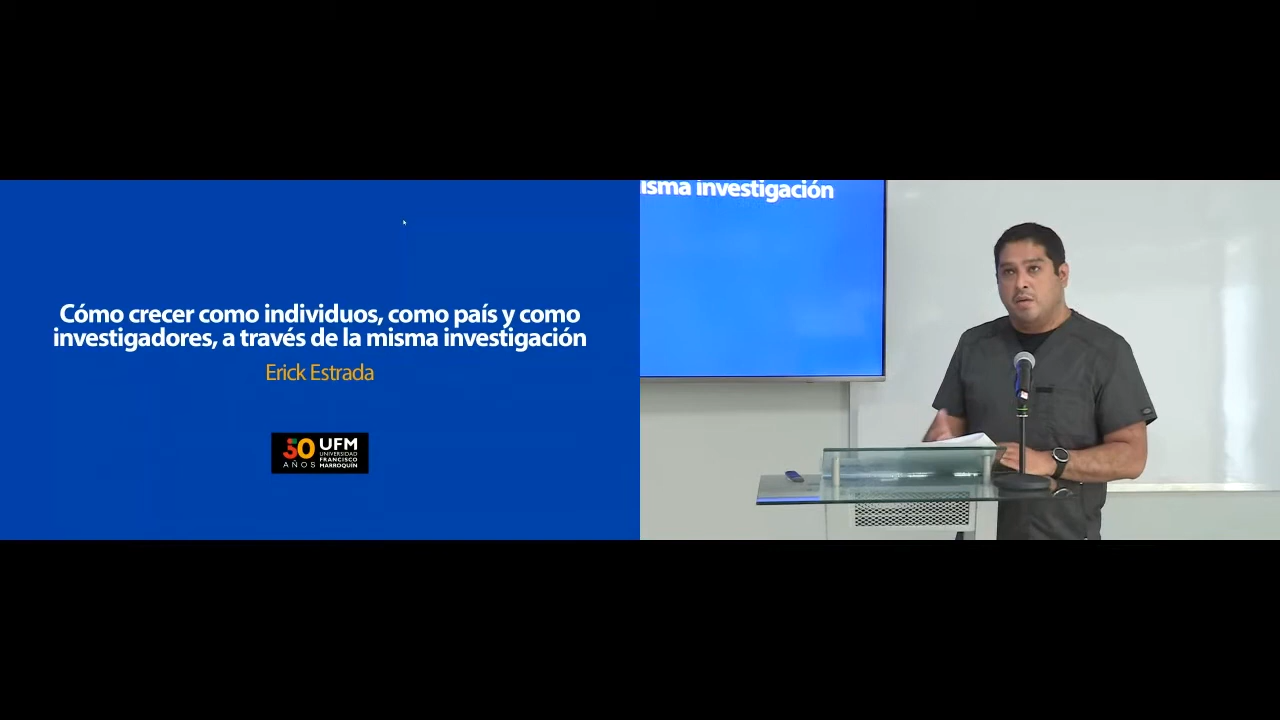 Cómo crecer como individuos, como país y como
investigadores, a través de la misma investigación
Erick Estrada
50 AÑOS
UFM
UNIVERSIDAD
FRANCISCO
MARROQUÍN
isma investigación